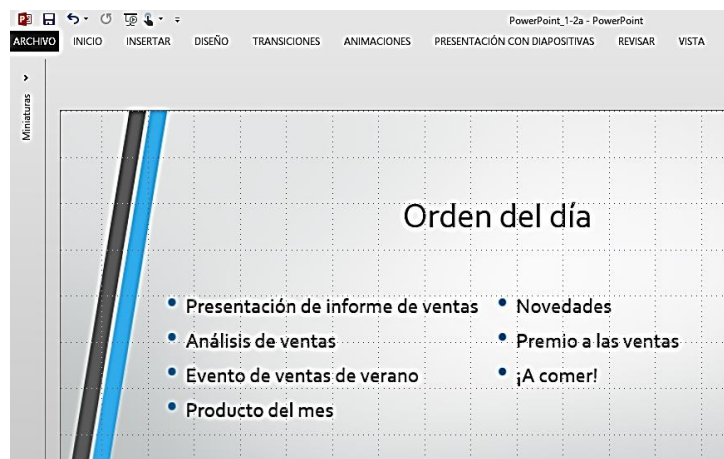 PowerPoint_1-2a - PowerPoint
ARCHIVO INICIO INSERTAR DISEÑO TRANSICIONES ANIMACIONES PRESENTACIÓN CON DIAPOSITIVAS REVISAR VISTA
Miniaturas
Orden del día
• Presentación de informe de ventas
• Análisis de ventas
• Evento de ventas de verano
• Producto del mes
• Novedades
• Premio a las ventas
• ¡A comer!